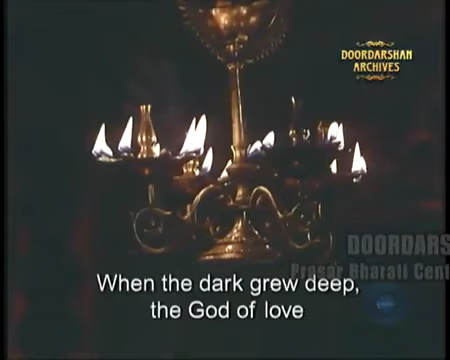 DOORDARSHAN
ARCHIVES
DOORDARS
Prasar Bharati Cent
When the dark grew deep,
the God of love